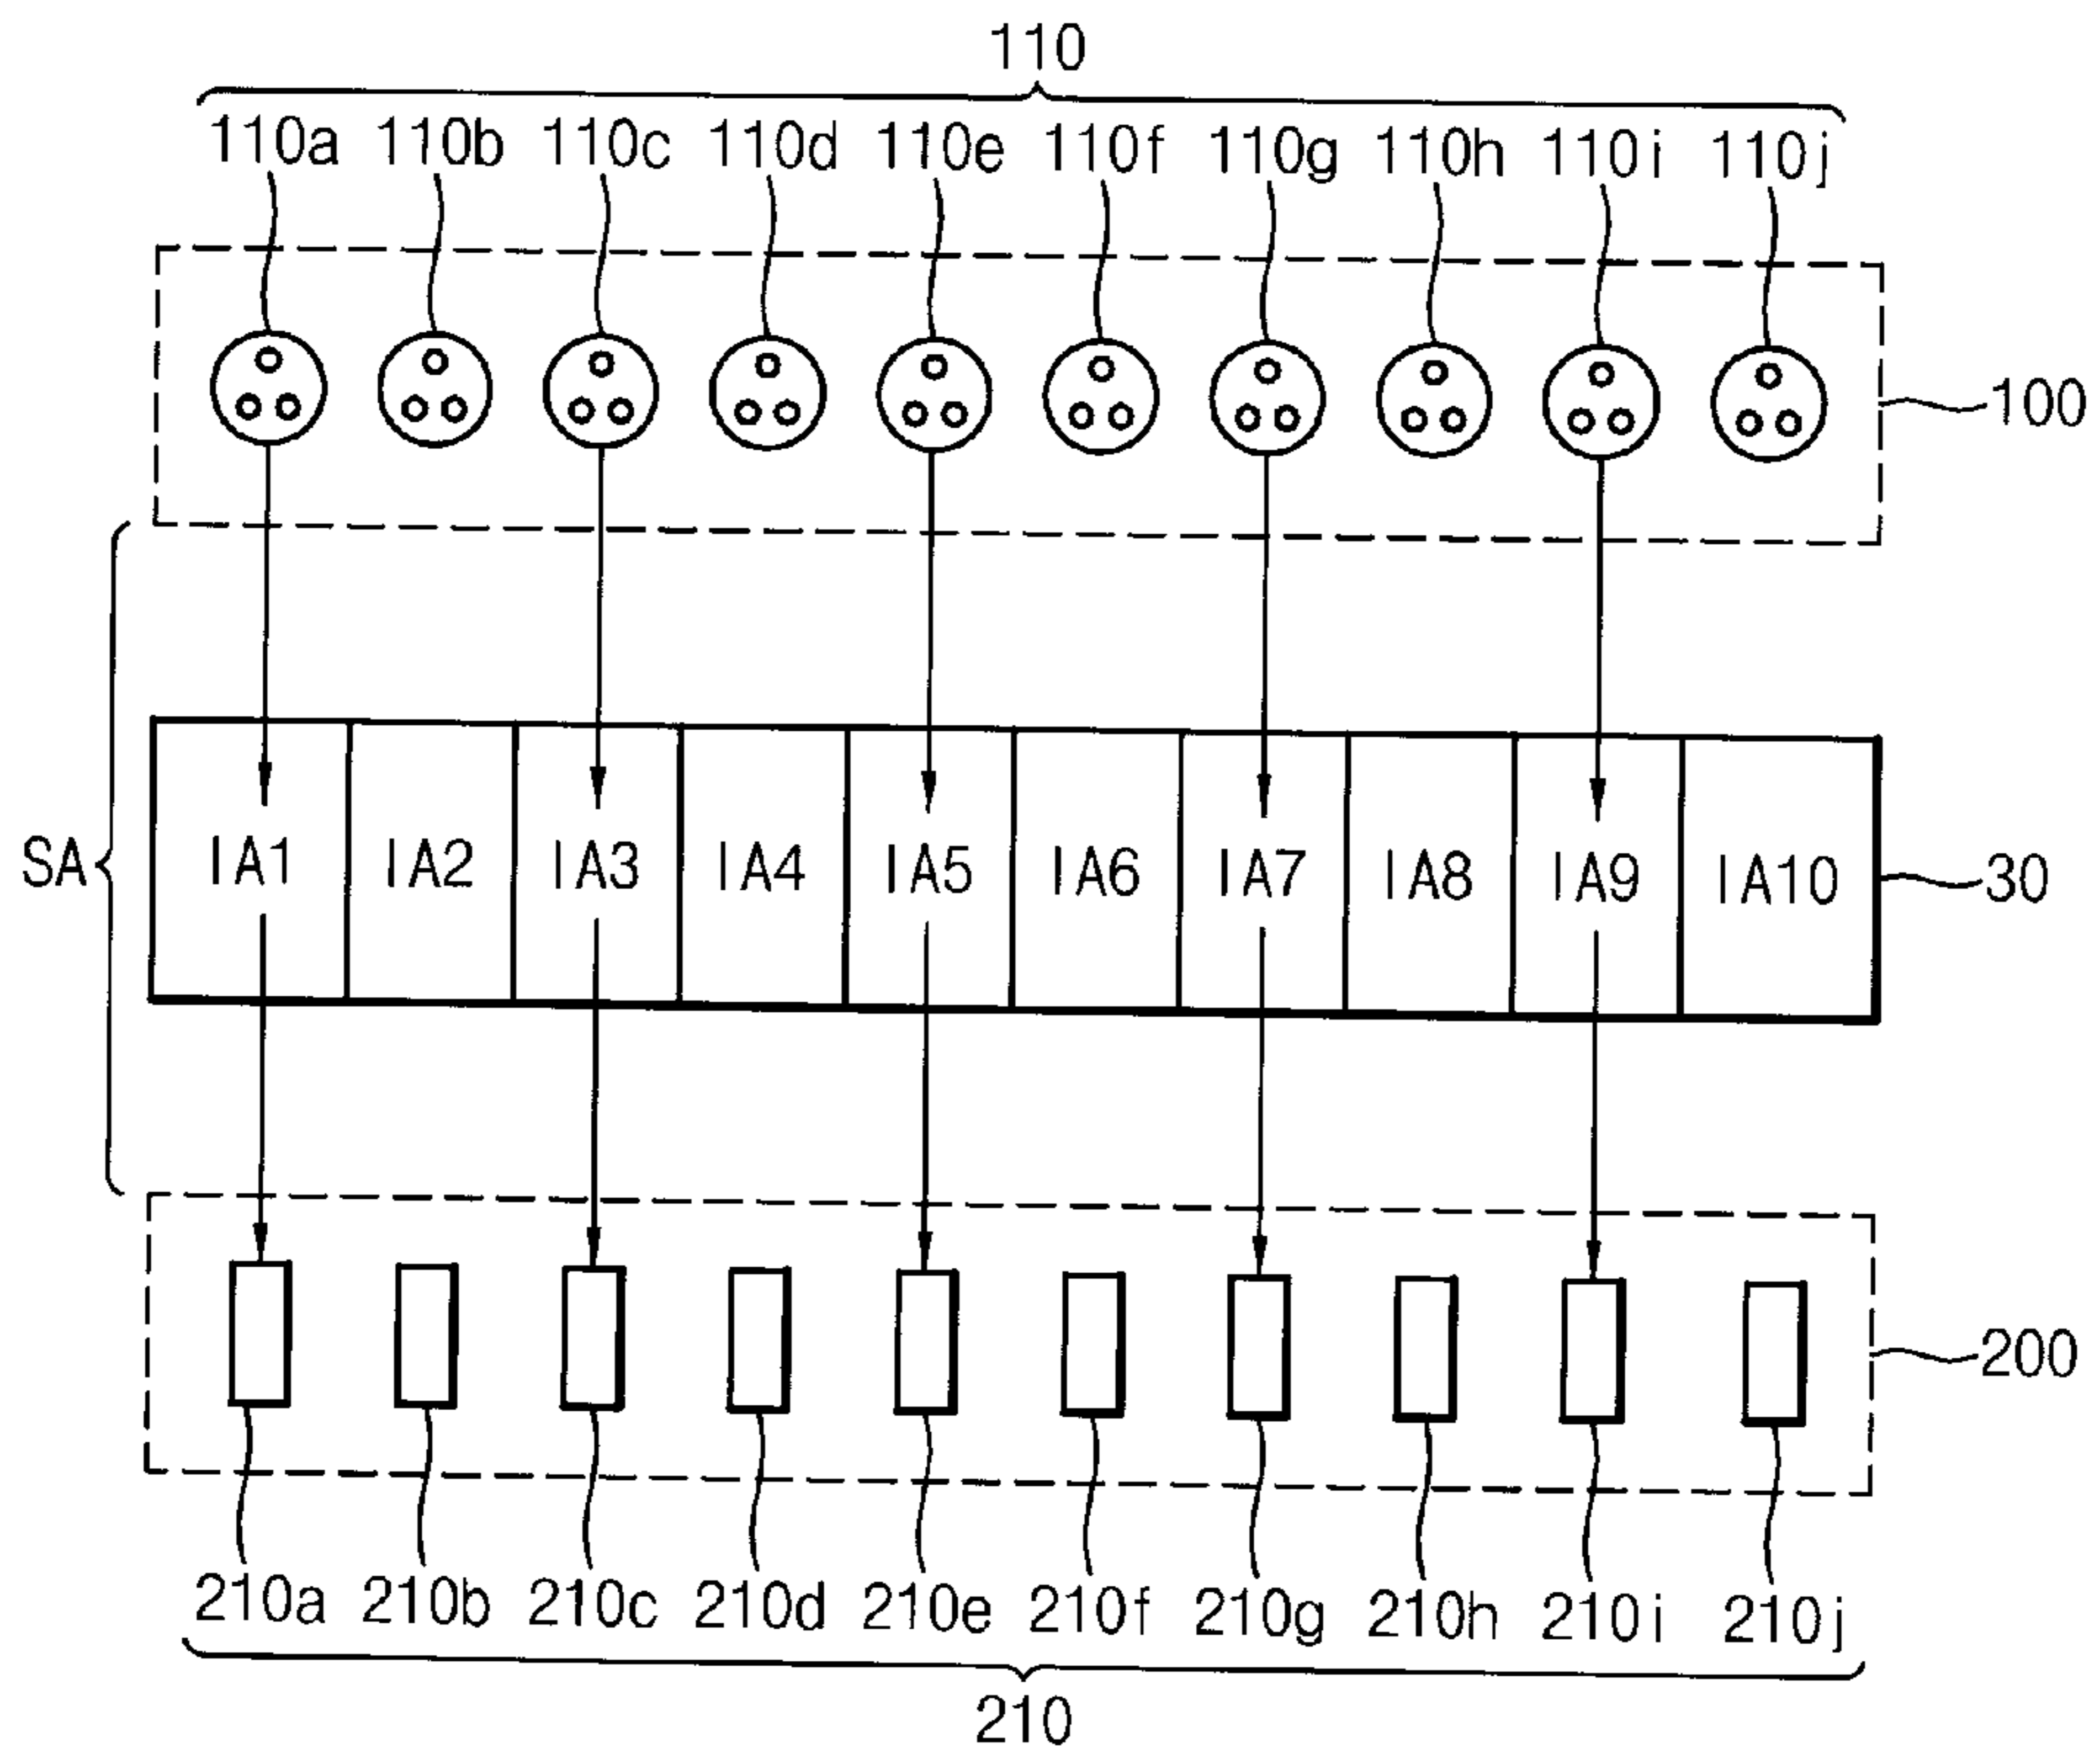 110
110a 110b 110c 110d 110e 110f 110g 110h 110i 110j
100
SA
IA1 IA2 IA3 IA4 IA5 IA6 IA7 IA8 IA9 IA10
30
200
210a 210b 210c 210d 210e 210f 210g 210h 210i 210j
210